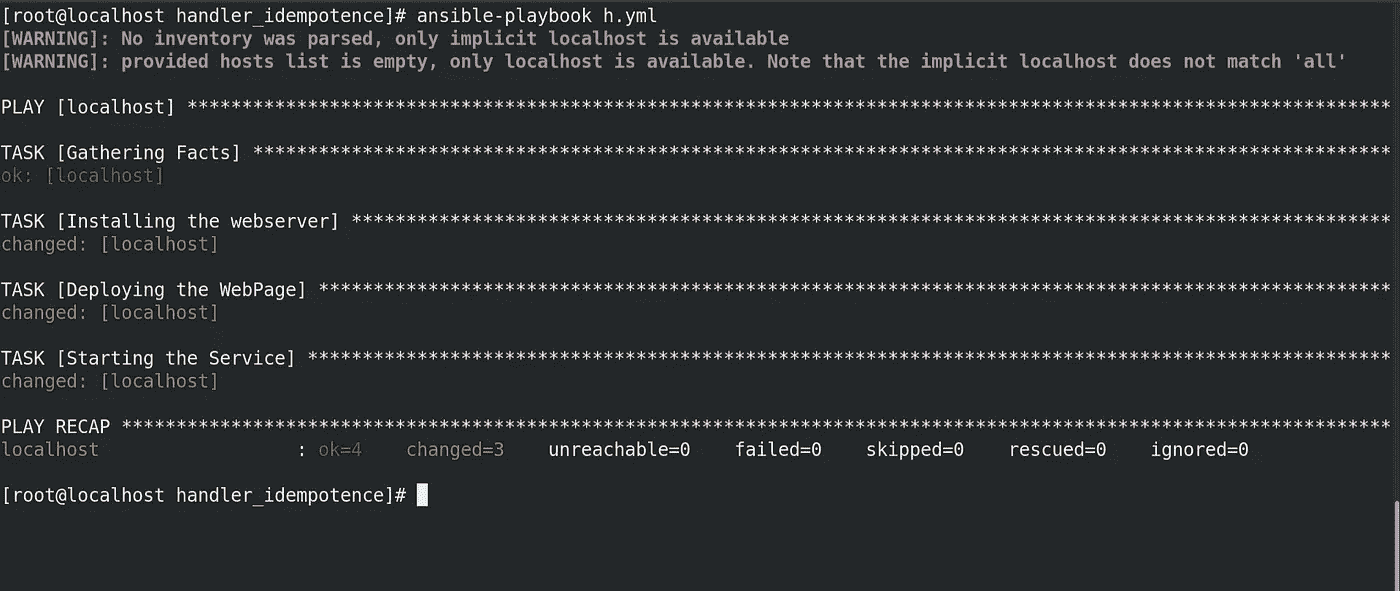 [root@localhost handler_idempotence]# ansible-playbook h.yml
[WARNING]: No inventory was parsed, only implicit localhost is available
[WARNING]: provided hosts list is empty, only localhost is available. Note that the implicit localhost does not match 'all'
PLAY [localhost] **************************************************************************************************************
TASK [Gathering Facts] *********************************************************************************************************
ok: [localhost]
TASK [Installing the webserver] ************************************************************************************************
changed: [localhost]
TASK [Deploying the WebPage] ***************************************************************************************************
changed: [localhost]
TASK [Starting the Service] ****************************************************************************************************
changed: [localhost]
PLAY RECAP *********************************************************************************************************************
localhost                  : ok=4    changed=3    unreachable=0    failed=0    skipped=0    rescued=0    ignored=0
[root@localhost handler_idempotence]#